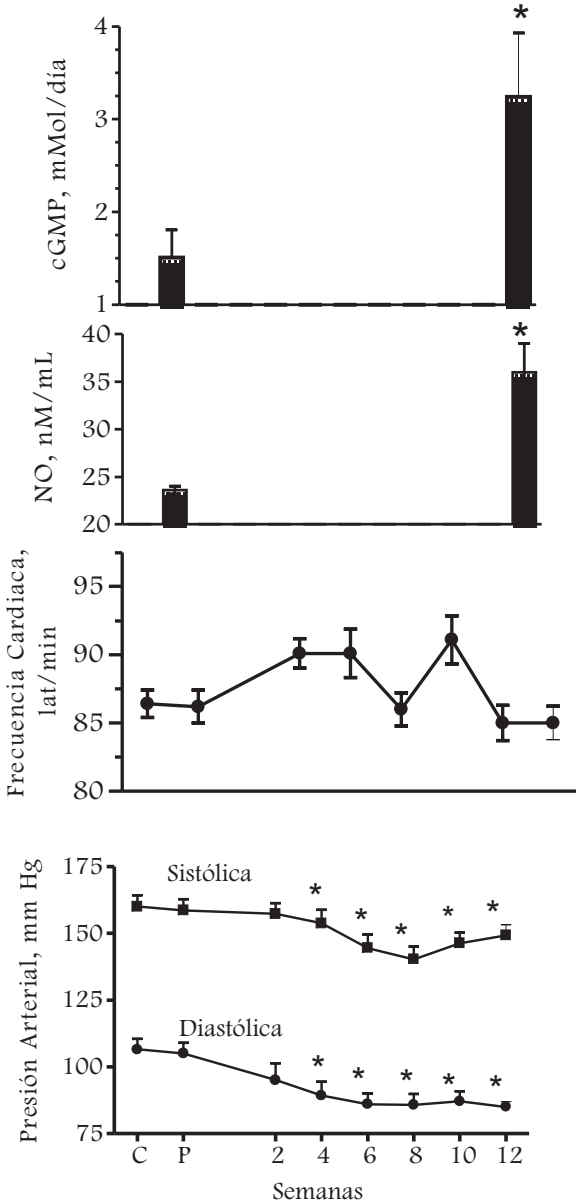 cGMP, mMol/día
4
3
2
1
*
NO, nM/mL
40
35
30
25
20
*
Frecuencia Cardiaca,
lat/min
95
90
85
80
Presión Arterial, mm Hg
175
150
125
100
75
Sistólica
* * * * *
Diastólica
* * * * *
C P 2 4 6 8 10 12
Semanas